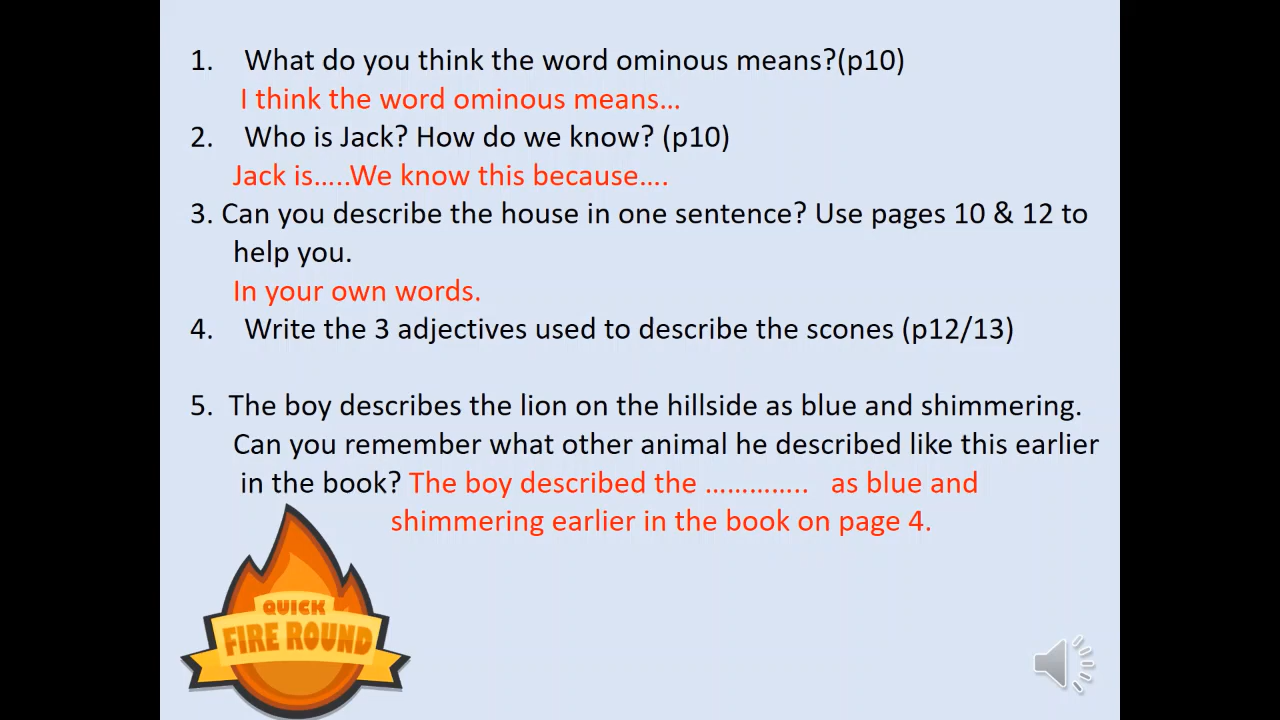 1. What do you think the word ominous means?(p10)
I think the word ominous means...
2. Who is Jack? How do we know? (p10)
Jack is.....We know this because....
3. Can you describe the house in one sentence? Use pages 10 & 12 to
help you.
In your own words.
4. Write the 3 adjectives used to describe the scones (p12/13)
5. The boy describes the lion on the hillside as blue and shimmering.
Can you remember what other animal he described like this earlier
in the book? The boy described the ………….. as blue and
shimmering earlier in the book on page 4.
QUICK
FIRE ROUND